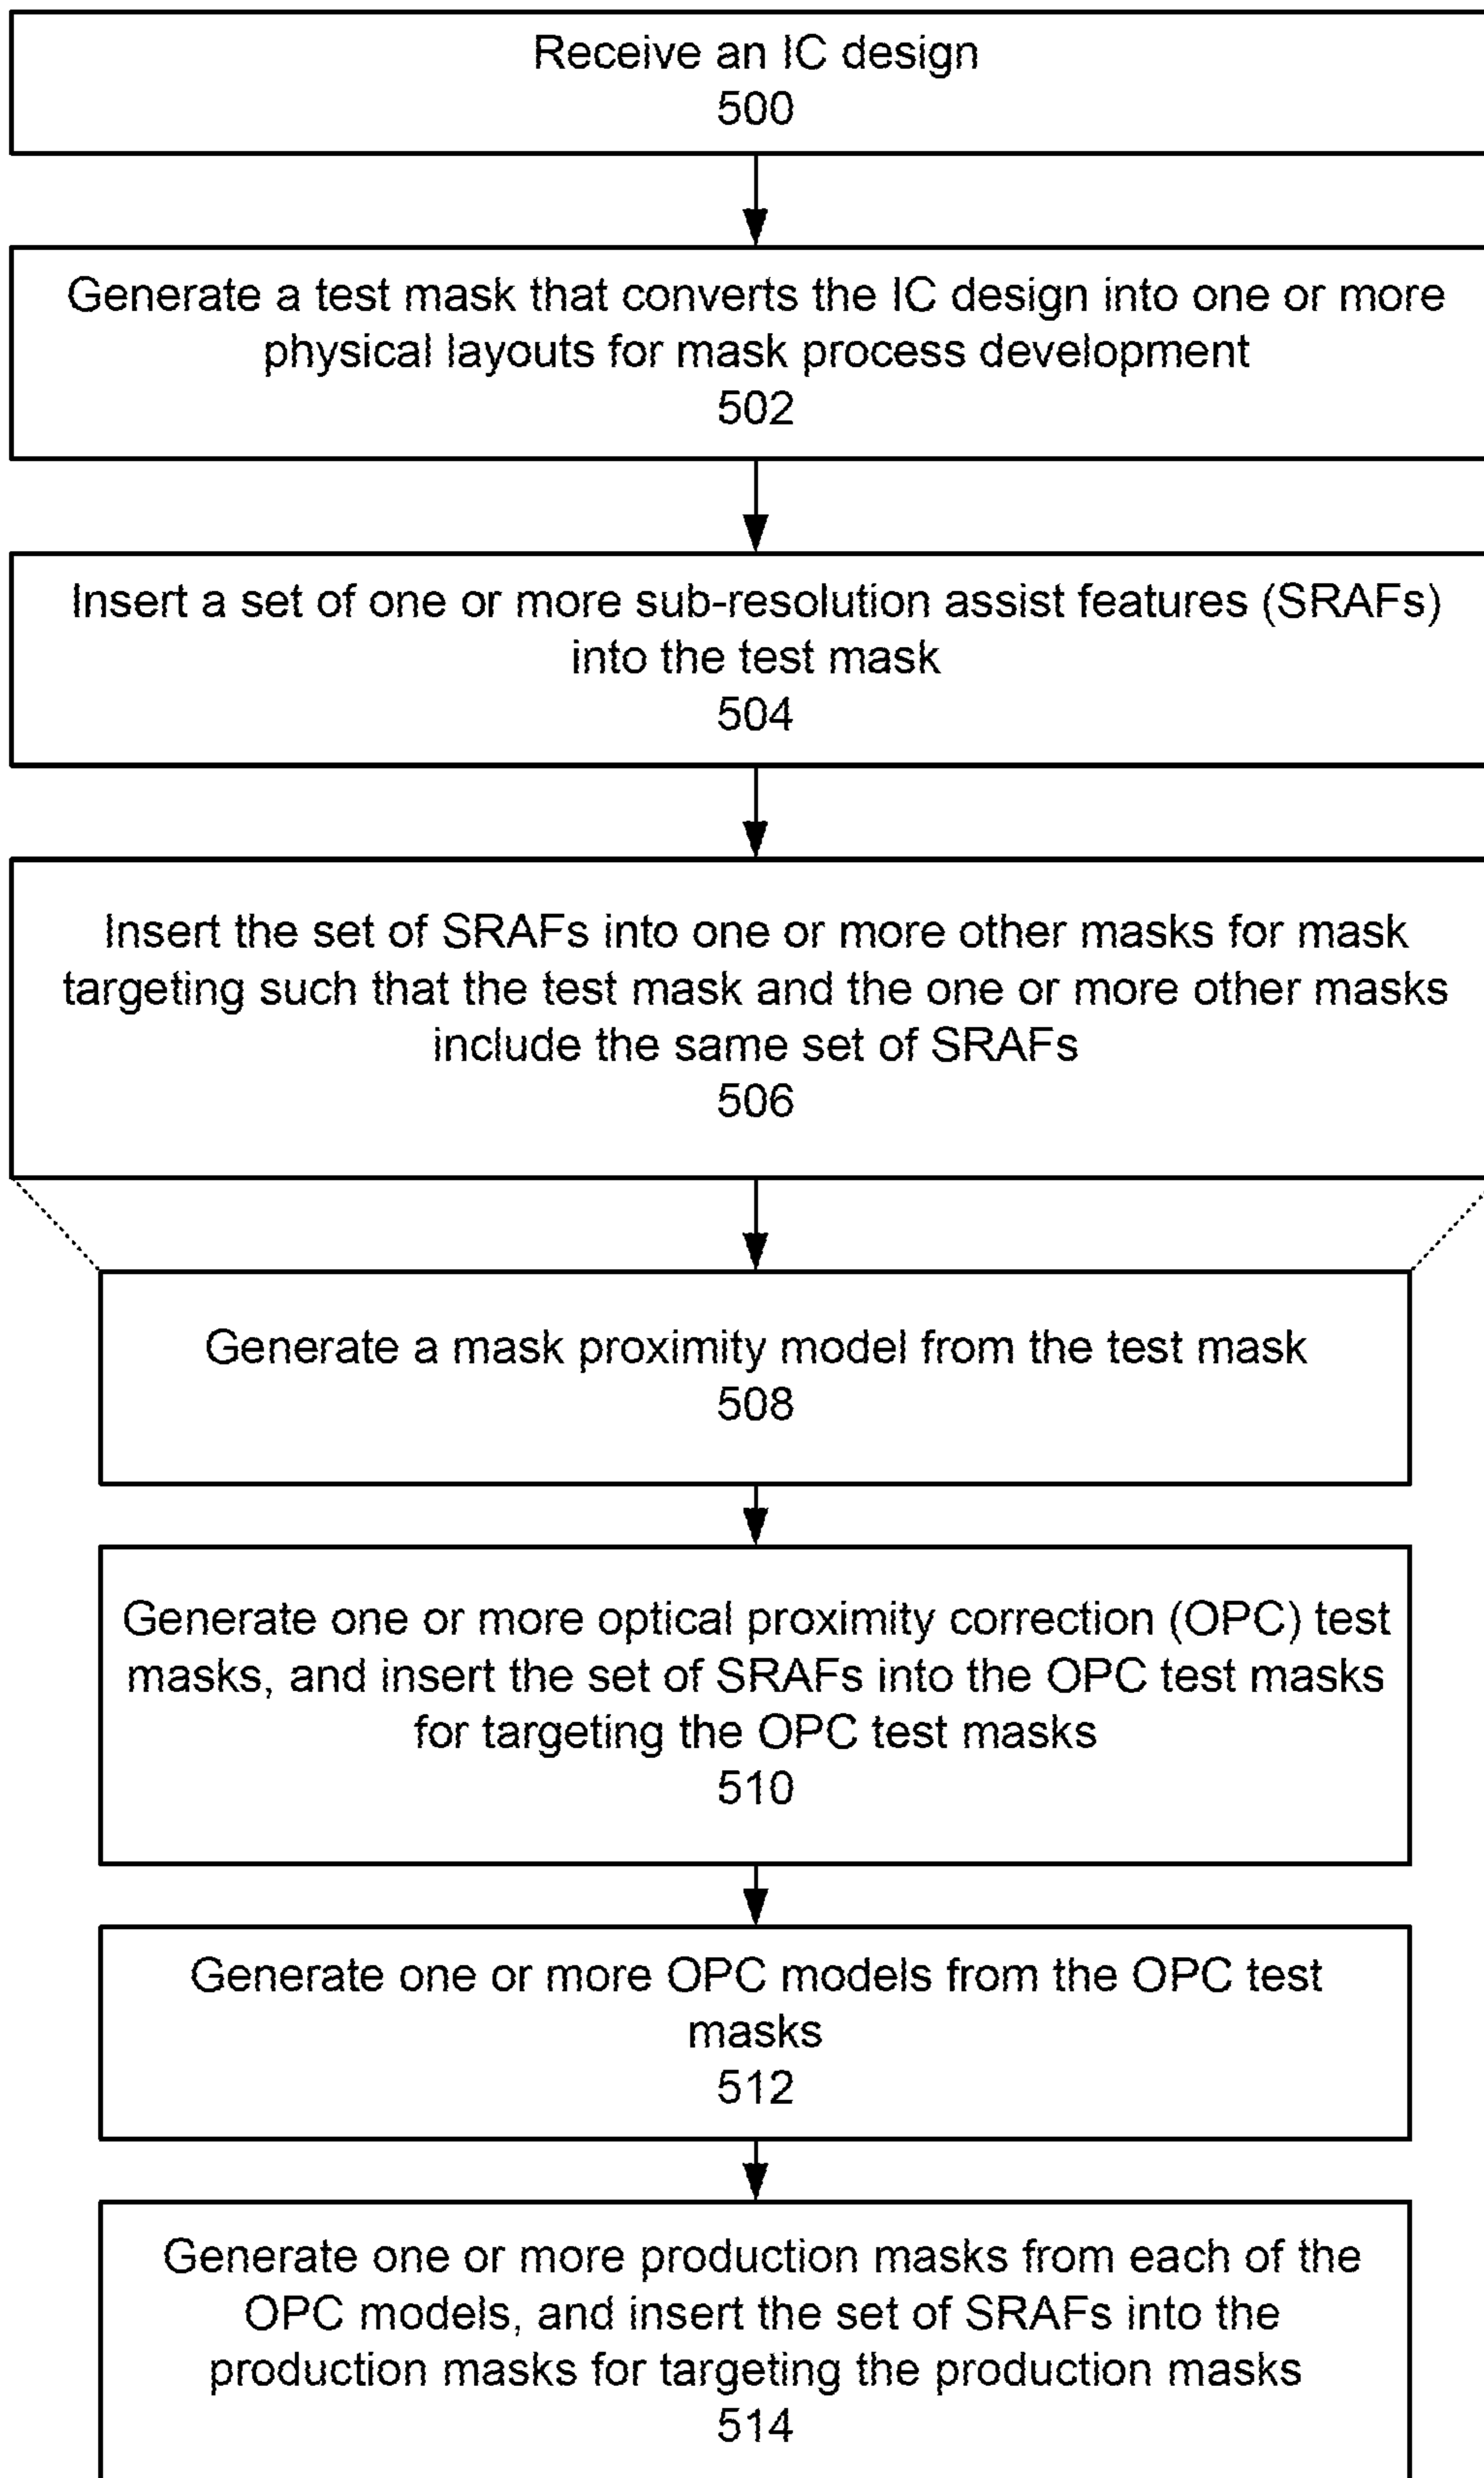 Receive an IC design
500
Generate a test mask that converts the IC design into one or more
physical layouts for mask process development
502
Insert a set of one or more sub-resolution assist features (SRAFs)
into the test mask
504
Insert the set of SRAFs into one or more other masks for mask
targeting such that the test mask and the one or more other masks
include the same set of SRAFs
506
Generate a mask proximity model from the test mask
508
Generate one or more optical proximity correction (OPC) test
masks, and insert the set of SRAFs into the OPC test masks
for targeting the OPC test masks
510
Generate one or more OPC models from the OPC test
masks
512
Generate one or more production masks from each of the
OPC models, and insert the set of SRAFs into the
production masks for targeting the production masks
514